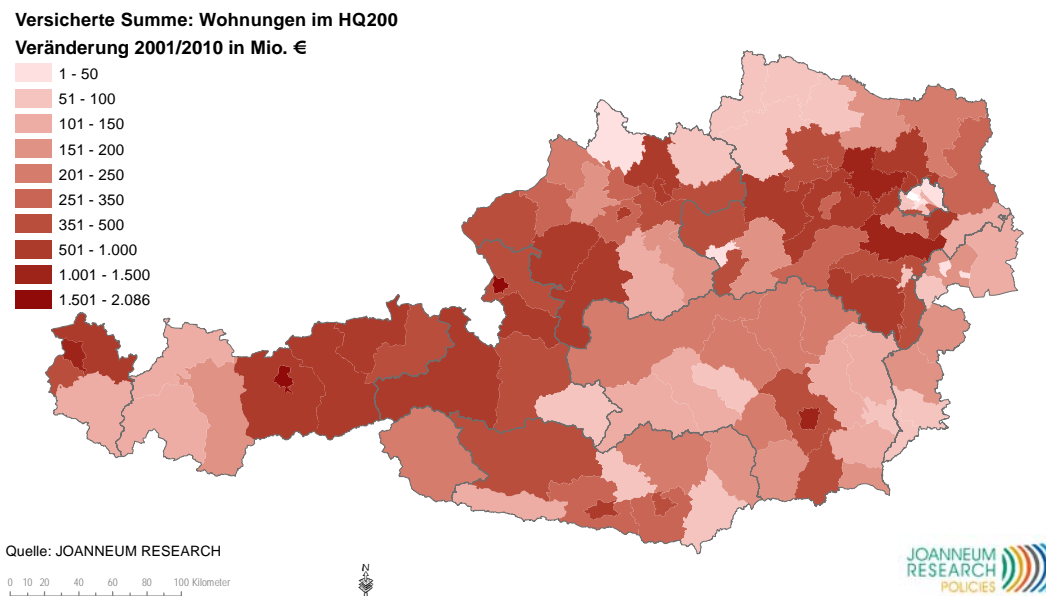 Versicherte Summe: Wohnungen im HQ200
Veränderung 2001/2010 in Mio. €
1 - 50
51 - 100
101 - 150
151 - 200
201 - 250
251 - 350
351 - 500
501 - 1.000
1.001 - 1.500
1.501 - 2.086
Quelle: JOANNEUM RESEARCH
0 10 20 40 60 80 100 Kilometer
N
JOANNEUM
RESEARCH
POLICIES